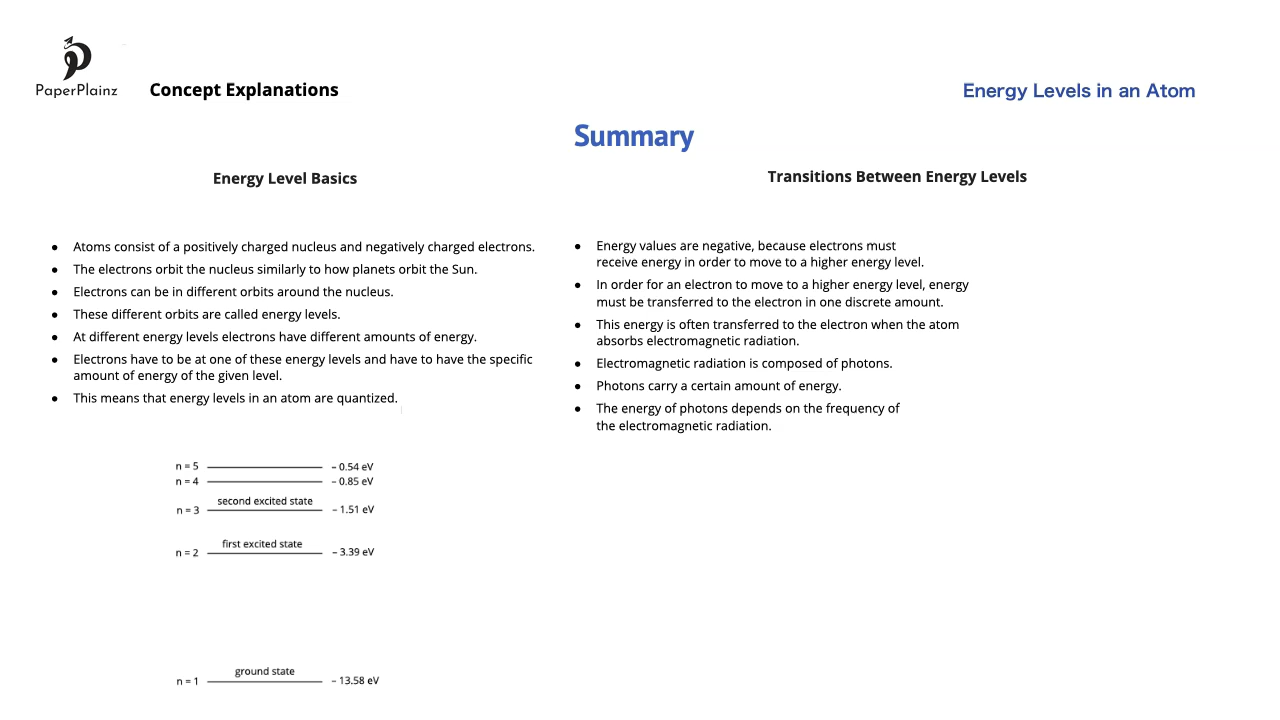 PaperPlainz
Concept Explanations
Energy Levels in an Atom
Summary
Energy Level Basics
● Atoms consist of a positively charged nucleus and negatively charged electrons.
● The electrons orbit the nucleus similarly to how planets orbit the Sun.
● Electrons can be in different orbits around the nucleus.
● These different orbits are called energy levels.
● At different energy levels electrons have different amounts of energy.
● Electrons have to be at one of these energy levels and have to have the specific
amount of energy of the given level.
● This means that energy levels in an atom are quantized.
n = 5 – 0.54 eV
n = 4 – 0.85 eV
second excited state
n = 3 – 1.51 eV
first excited state
n = 2 – 3.39 eV
ground state
n = 1 – 13.58 eV
Transitions Between Energy Levels
● Energy values are negative, because electrons must
receive energy in order to move to a higher energy level.
● In order for an electron to move to a higher energy level, energy
must be transferred to the electron in one discrete amount.
● This energy is often transferred to the electron when the atom
absorbs electromagnetic radiation.
● Electromagnetic radiation is composed of photons.
● Photons carry a certain amount of energy.
● The energy of photons depends on the frequency of
the electromagnetic radiation.